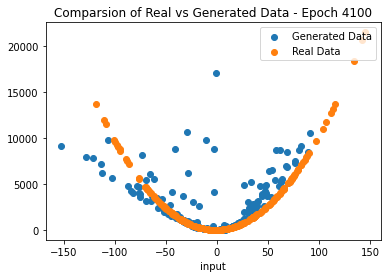 Comparsion of Real vs Generated Data - Epoch 4100
Generated Data
Real Data
20000
15000
10000
5000
0
-150 -100 -50 0 50 100 150
input